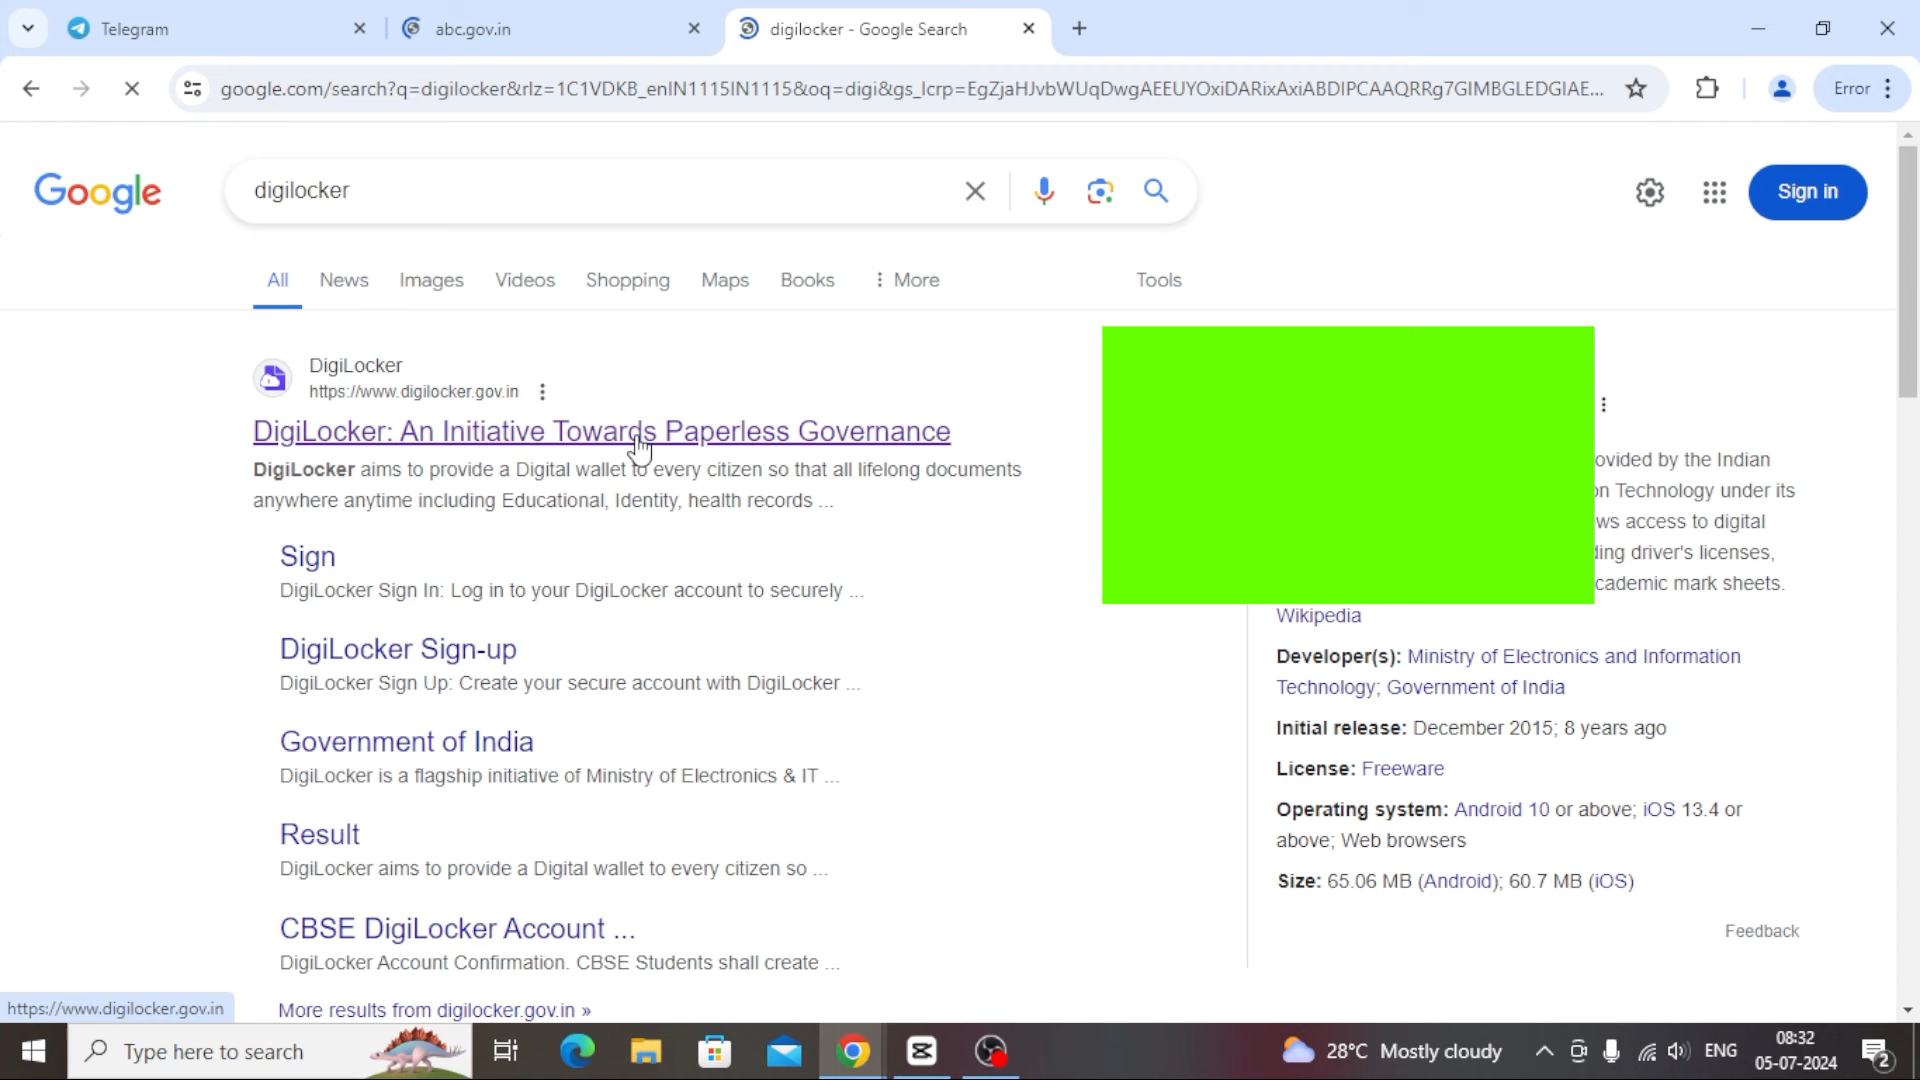 Telegram
abc.gov.in
digilocker - Google Search
google.com/search?q=digilocker&rlz=1C1VDKB_enIN1115IN1115&oq=digi&gs_lcrp=EgZjaHJvbWUqDwgAEEUYOxiDARixAxiABDIPCAAQRRg7GIMBGLEDGIAE...
Error
Google
digilocker
Sign in
All
News
Images
Videos
Shopping
Maps
Books
More
Tools
DigiLocker
https://www.digilocker.gov.in
DigiLocker: An Initiative Towards Paperless Governance
DigiLocker aims to provide a Digital wallet to every citizen so that all lifelong documents
anywhere anytime including Educational, Identity, health records ...
Sign
DigiLocker Sign In: Log in to your DigiLocker account to securely ...
DigiLocker Sign-up
DigiLocker Sign Up: Create your secure account with DigiLocker ...
Government of India
DigiLocker is a flagship initiative of Ministry of Electronics & IT ...
Result
DigiLocker aims to provide a Digital wallet to every citizen so ...
CBSE DigiLocker Account ...
DigiLocker Account Confirmation. CBSE Students shall create ...
More results from digilocker.gov.in »
by the Indian
Technology under its
access to digital
driver's licenses,
mark sheets.
Wikipedia
Developer(s): Ministry of Electronics and Information
Technology; Government of India
Initial release: December 2015; 8 years ago
License: Freeware
Operating system: Android 10 or above; iOS 13.4 or
above; Web browsers
Size: 65.06 MB (Android); 60.7 MB (iOS)
Feedback
https://www.digilocker.gov.in
Type here to search
28°C Mostly cloudy
ENG
08:32
05-07-2024
2